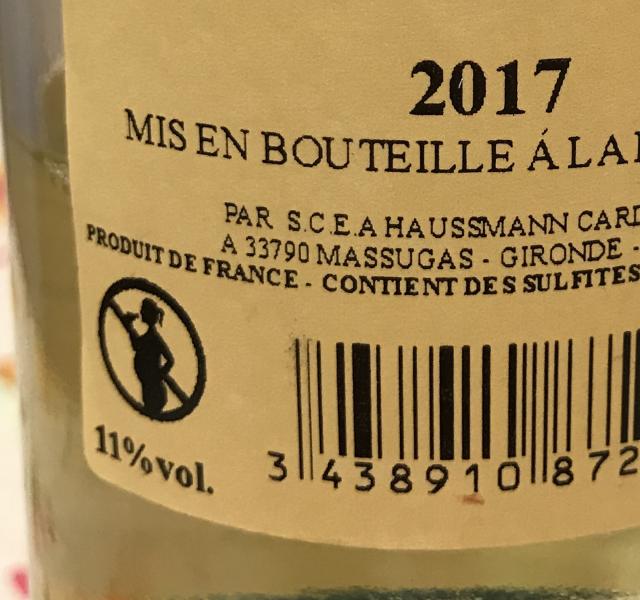 2017
MIS EN BOUTEILLE Á LA
PAR S.C.E.A HAUSSMANN CARD
A 33790 MASSUGAS - GIRONDE -
PRODUIT DE FRANCE - CONTIENT DES SULFITES
11%vol.
3 438910 872